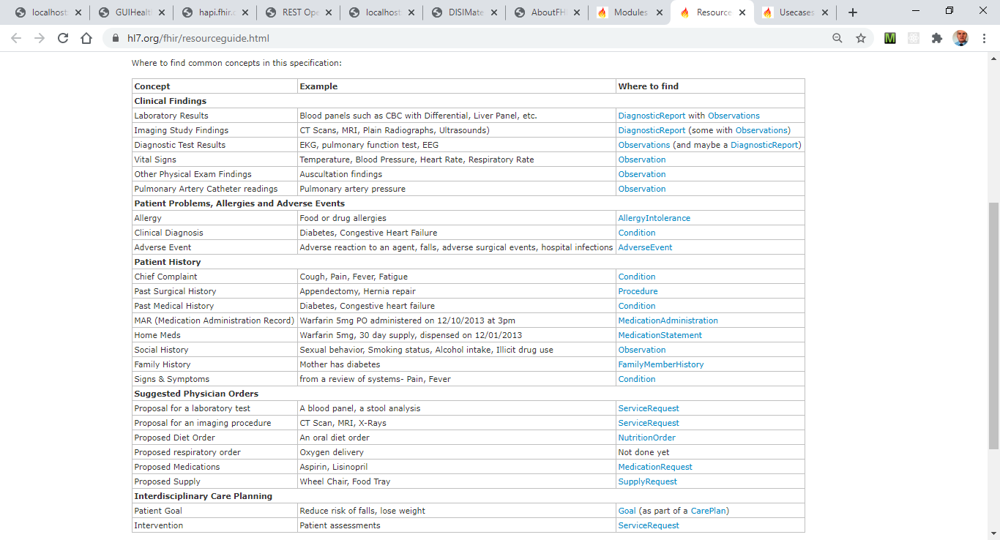 localhost:
GUIHealt
hapi.fhir.c
REST Ope
localhost:
DISIMate
AboutFH
Modules
Resource
Usecases
hl7.org/fhir/resourceguide.html
Where to find common concepts in this specification:
Concept Example Where to find
Clinical Findings
Laboratory Results Blood panels such as CBC with Differential, Liver Panel, etc. DiagnosticReport with Observations
Imaging Study Findings CT Scans, MRI, Plain Radiographs, Ultrasounds) DiagnosticReport (some with Observations)
Diagnostic Test Results EKG, pulmonary function test, EEG Observations (and maybe a DiagnosticReport)
Vital Signs Temperature, Blood Pressure, Heart Rate, Respiratory Rate Observation
Other Physical Exam Findings Auscultation findings Observation
Pulmonary Artery Catheter readings Pulmonary artery pressure Observation
Patient Problems, Allergies and Adverse Events
Allergy Food or drug allergies AllergyIntolerance
Clinical Diagnosis Diabetes, Congestive Heart Failure Condition
Adverse Event Adverse reaction to an agent, falls, adverse surgical events, hospital infections AdverseEvent
Patient History
Chief Complaint Cough, Pain, Fever, Fatigue Condition
Past Surgical History Appendectomy, Hernia repair Procedure
Past Medical History Diabetes, Congestive heart failure Condition
MAR (Medication Administration Record) Warfarin 5mg PO administered on 12/10/2013 at 3pm MedicationAdministration
Home Meds Warfarin 5mg, 30 day supply, dispensed on 12/01/2013 MedicationStatement
Social History Sexual behavior, Smoking status, Alcohol intake, Illicit drug use Observation
Family History Mother has diabetes FamilyMemberHistory
Signs & Symptoms from a review of systems- Pain, Fever Condition
Suggested Physician Orders
Proposal for a laboratory test A blood panel, a stool analysis ServiceRequest
Proposal for an imaging procedure CT Scan, MRI, X-Rays ServiceRequest
Proposed Diet Order An oral diet order NutritionOrder
Proposed respiratory order Oxygen delivery Not done yet
Proposed Medications Aspirin, Lisinopril MedicationRequest
Proposed Supply Wheel Chair, Food Tray SupplyRequest
Interdisciplinary Care Planning
Patient Goal Reduce risk of falls, lose weight Goal (as part of a CarePlan)
Intervention Patient assessments ServiceRequest